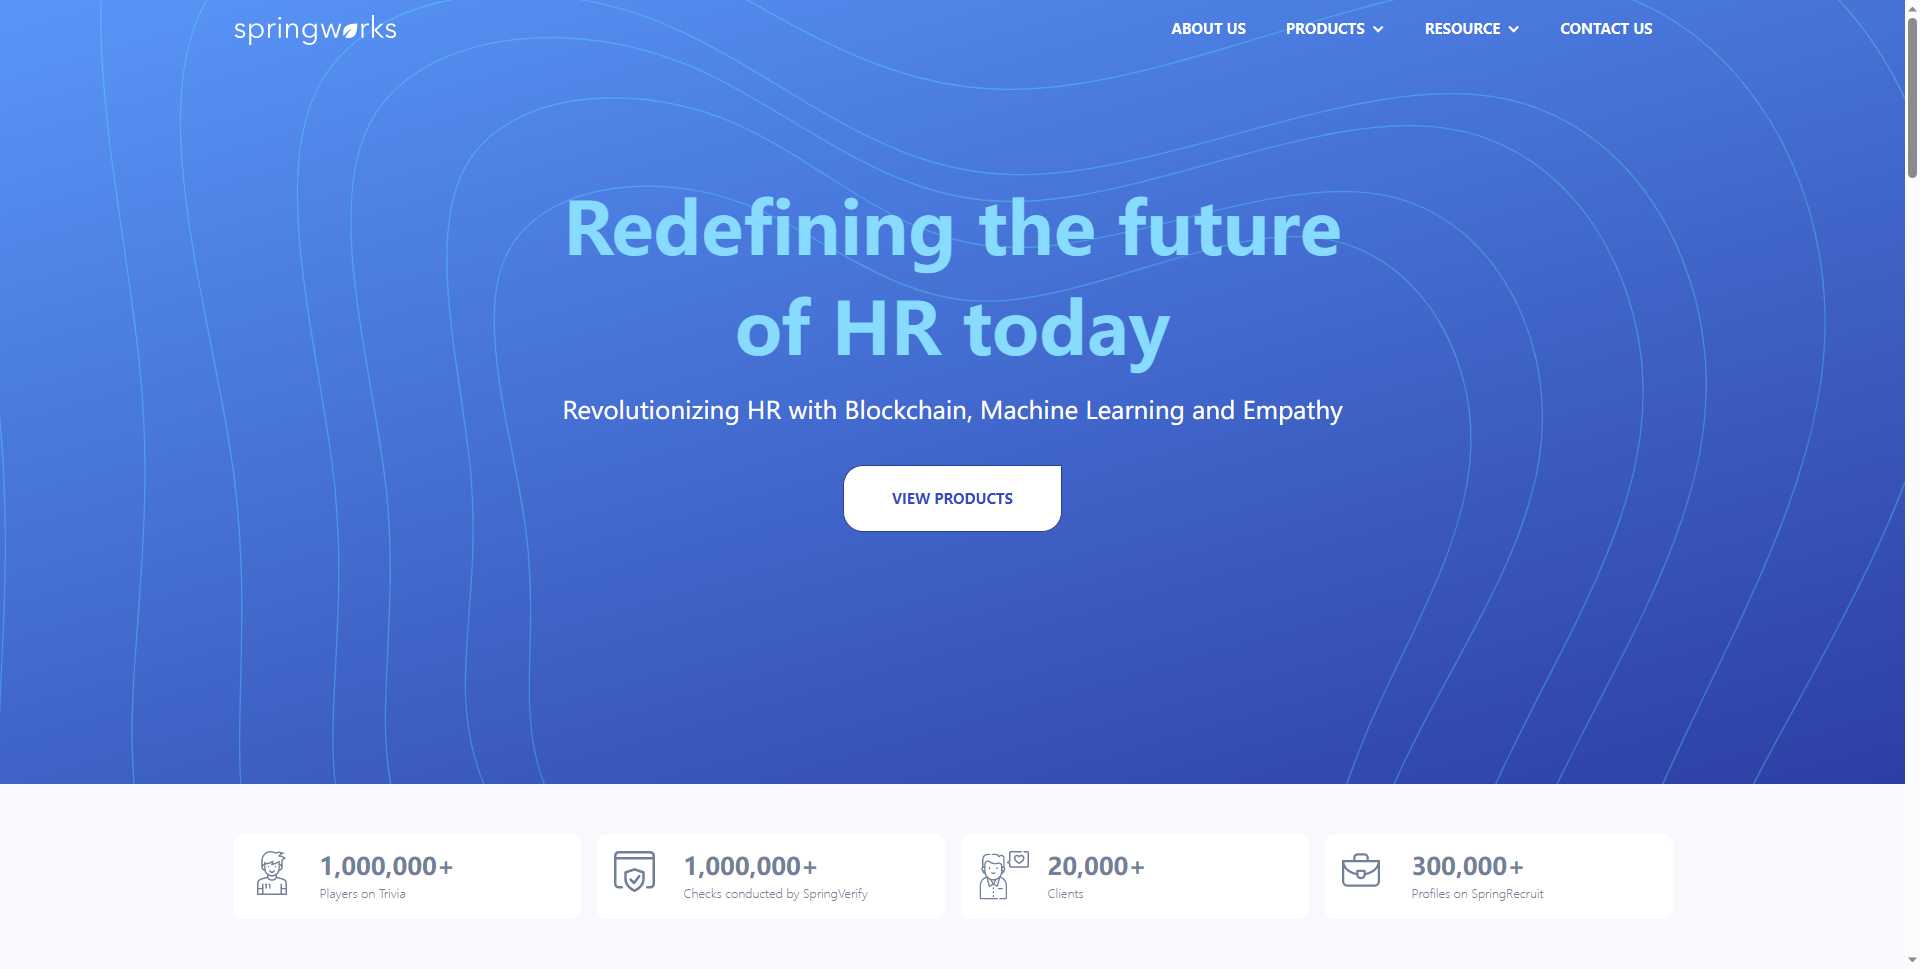 springworks
ABOUT US
PRODUCTS
RESOURCE
CONTACT US
Redefining the future
of HR today
Revolutionizing HR with Blockchain, Machine Learning and Empathy
VIEW PRODUCTS
1,000,000+
Players on Trivia
1,000,000+
Checks conducted by SpringVerify
20,000+
Clients
300,000+
Profiles on SpringRecruit